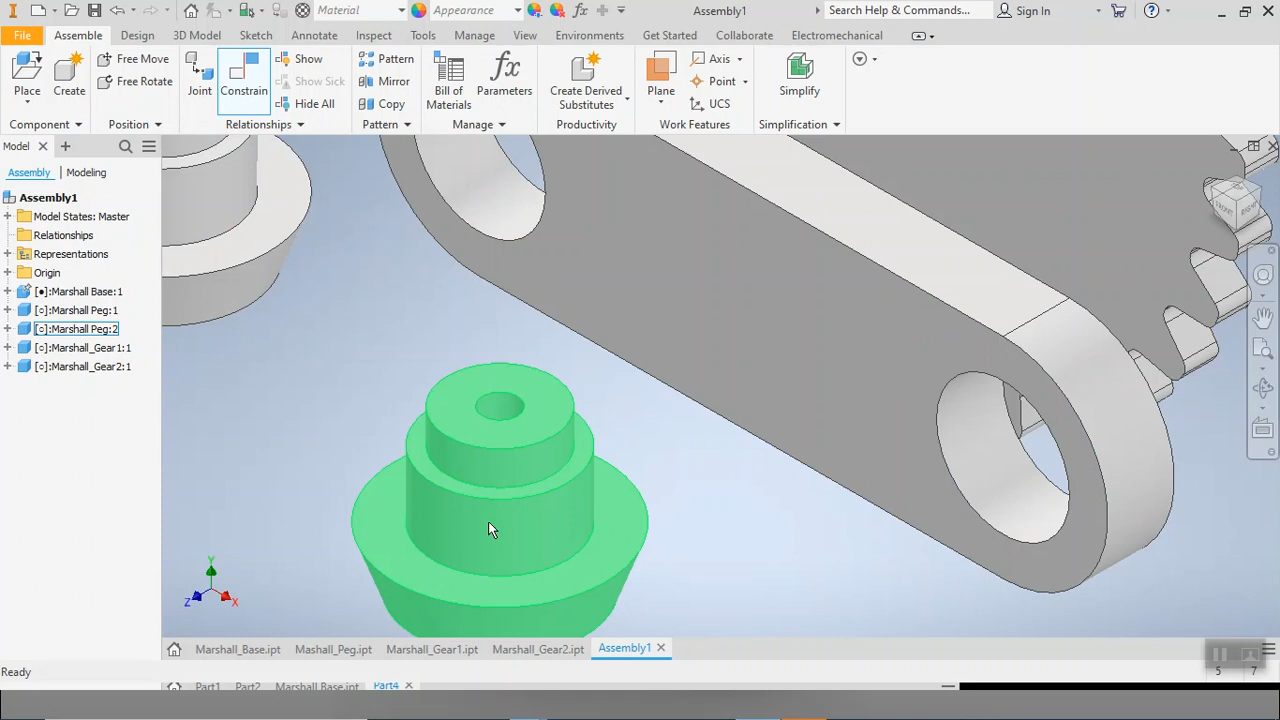 Material
Appearance
Assembly1
Search Help & Commands...
Sign In
File
Assemble
Design
3D Model
Sketch
Annotate
Inspect
Tools
Manage
View
Environments
Get Started
Collaborate
Electromechanical
Place
Create
Free Move
Free Rotate
Joint
Constrain
Show
Show Sick
Hide All
Pattern
Mirror
Copy
Bill of
Materials
Parameters
Create Derived
Substitutes
Plane
Axis
Point
UCS
Simplify
Component
Position
Relationships
Pattern
Manage
Productivity
Work Features
Simplification
Model
Assembly
Modeling
Assembly1
Model States: Master
Relationships
Representations
Origin
[●]:Marshall Base:1
[○]:Marshall Peg:1
[○]:Marshall Peg:2
[○]:Marshall_Gear1:1
[○]:Marshall_Gear2:1
FRONT
RIGHT
Y
Z
X
Marshall_Base.ipt
Mashall_Peg.ipt
Marshall_Gear1.ipt
Marshall_Gear2.ipt
Assembly1
Ready
5
7
Part1
Part2
Marshall Base.ipt
Part4